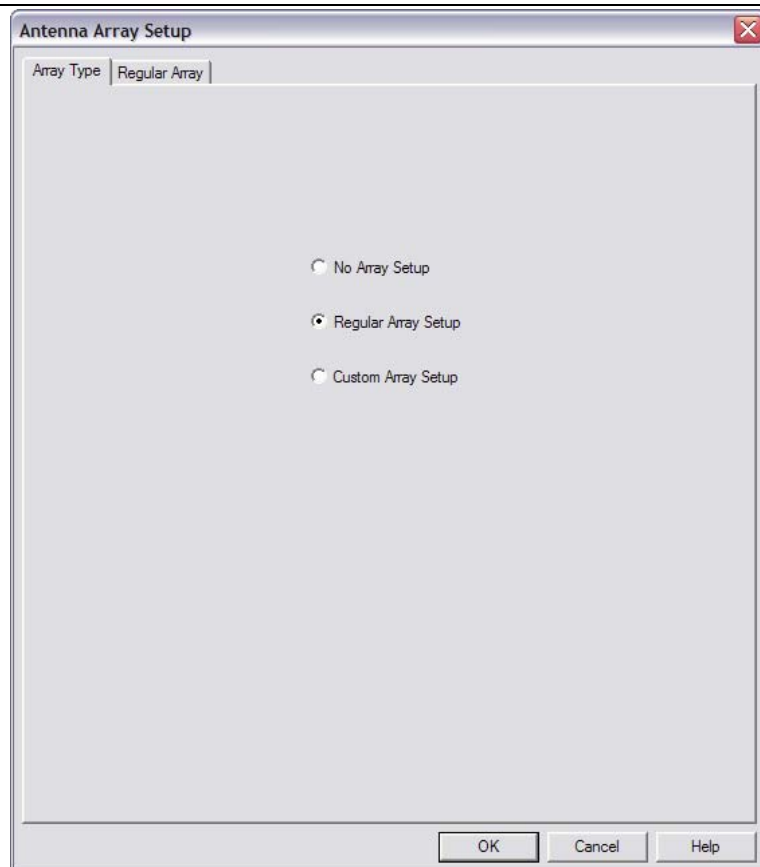 Antenna Array Setup
Array Type Regular Array
No Array Setup
Regular Array Setup
Custom Array Setup
OK Cancel Help